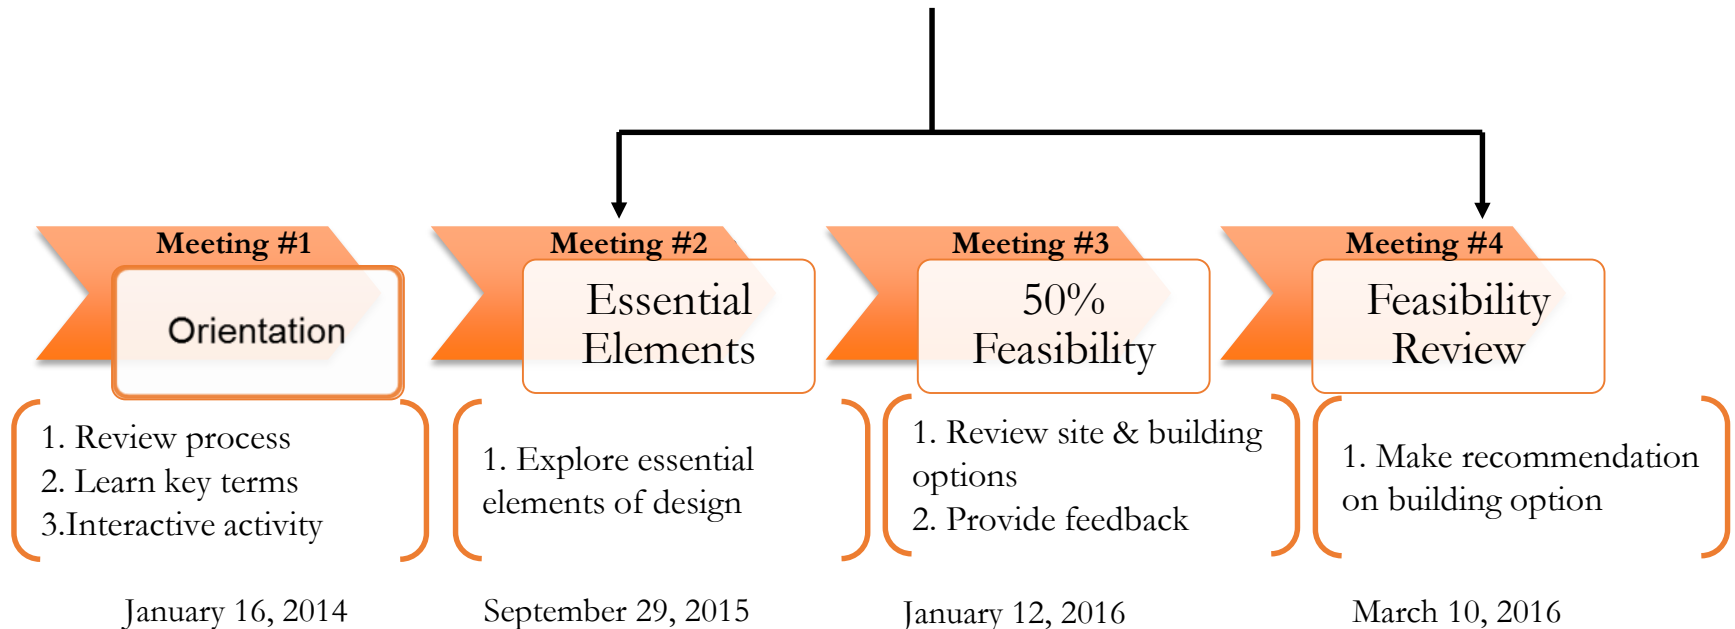 Meeting #1
Orientation
1. Review process
2. Learn key terms
3.Interactive activity
January 16, 2014
Meeting #2
Essential
Elements
1. Explore essential
elements of design
September 29, 2015
Meeting #3
50%
Feasibility
1. Review site & building
options
2. Provide feedback
January 12, 2016
Meeting #4
Feasibility
Review
1. Make recommendation
on building option
March 10, 2016